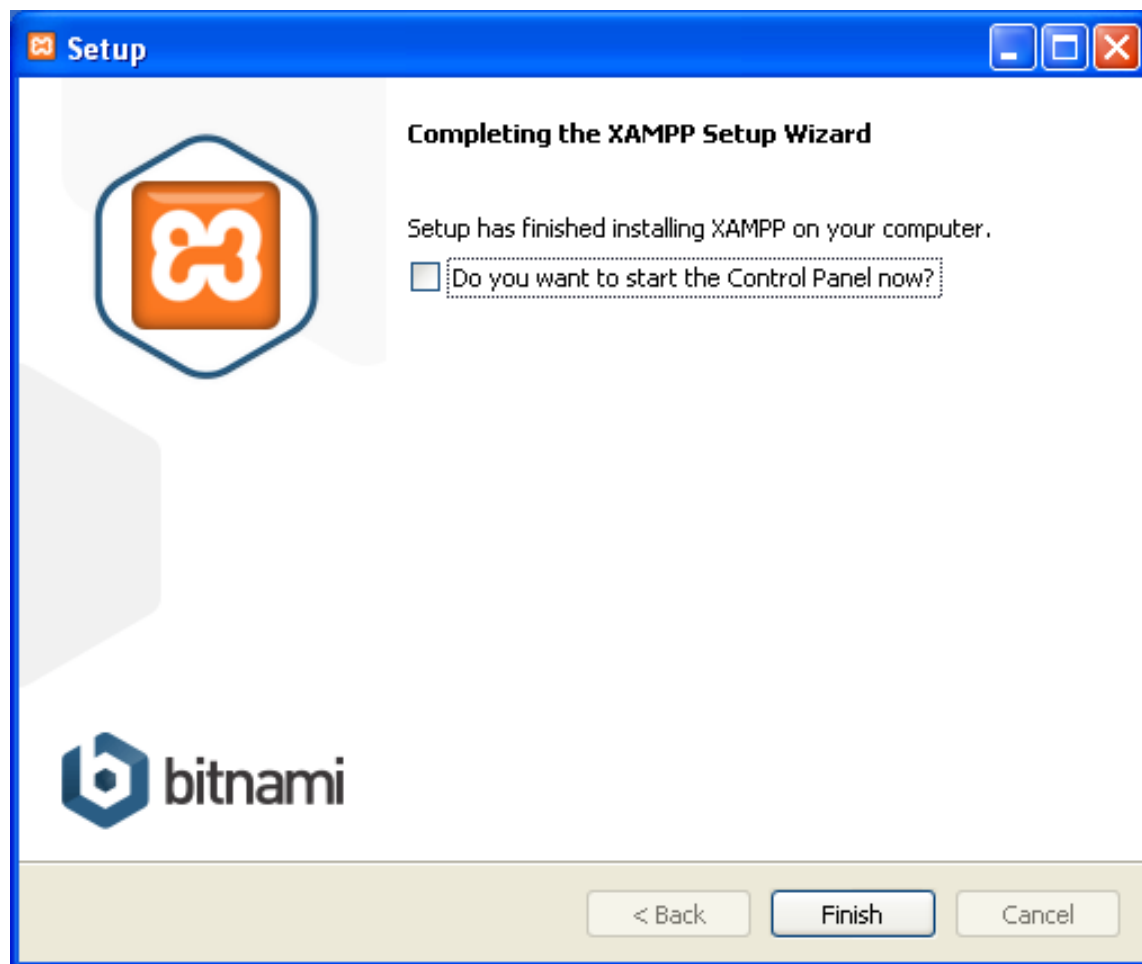 Setup
Completing the XAMPP Setup Wizard
Setup has finished installing XAMPP on your computer.
Do you want to start the Control Panel now?
bitnami
< Back
Finish
Cancel